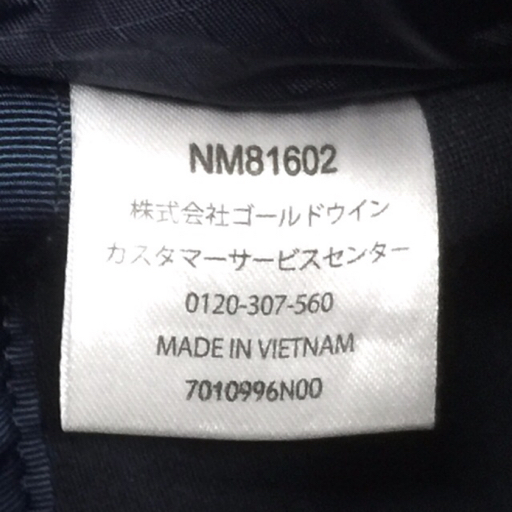 NM81602
株式会社ゴールドウイン
カスタマーサービスセンター
0120-307-560
MADE IN VIETNAM
7010996N00